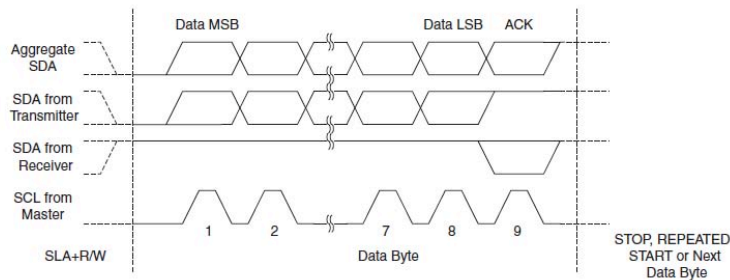 Data MSB
Data LSB
ACK
Aggregate
SDA
SDA from
Transmitter
SDA from
Receiver
SCL from
Master
1
2
7
8
9
SLA+R/W
Data Byte
STOP, REPEATED
START or Next
Data Byte